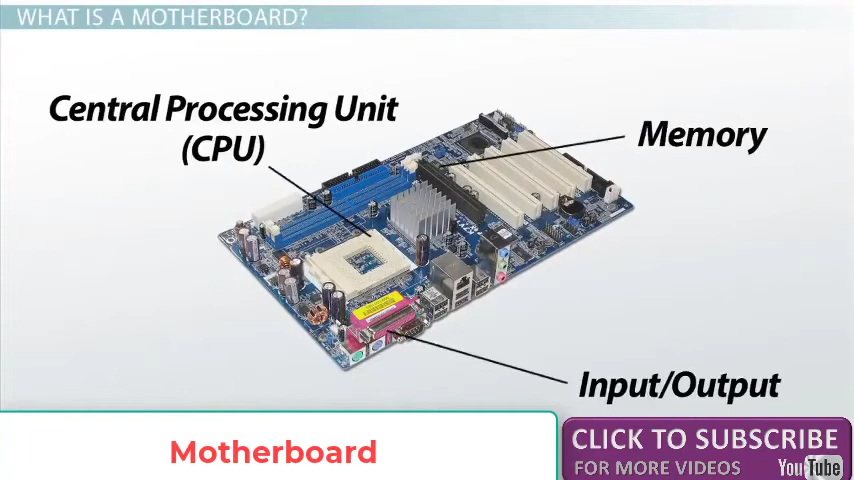 WHAT IS A MOTHERBOARD?
Central Processing Unit
(CPU)
Memory
Input/Output
Motherboard
CLICK TO SUBSCRIBE
FOR MORE VIDEOS
YouTube